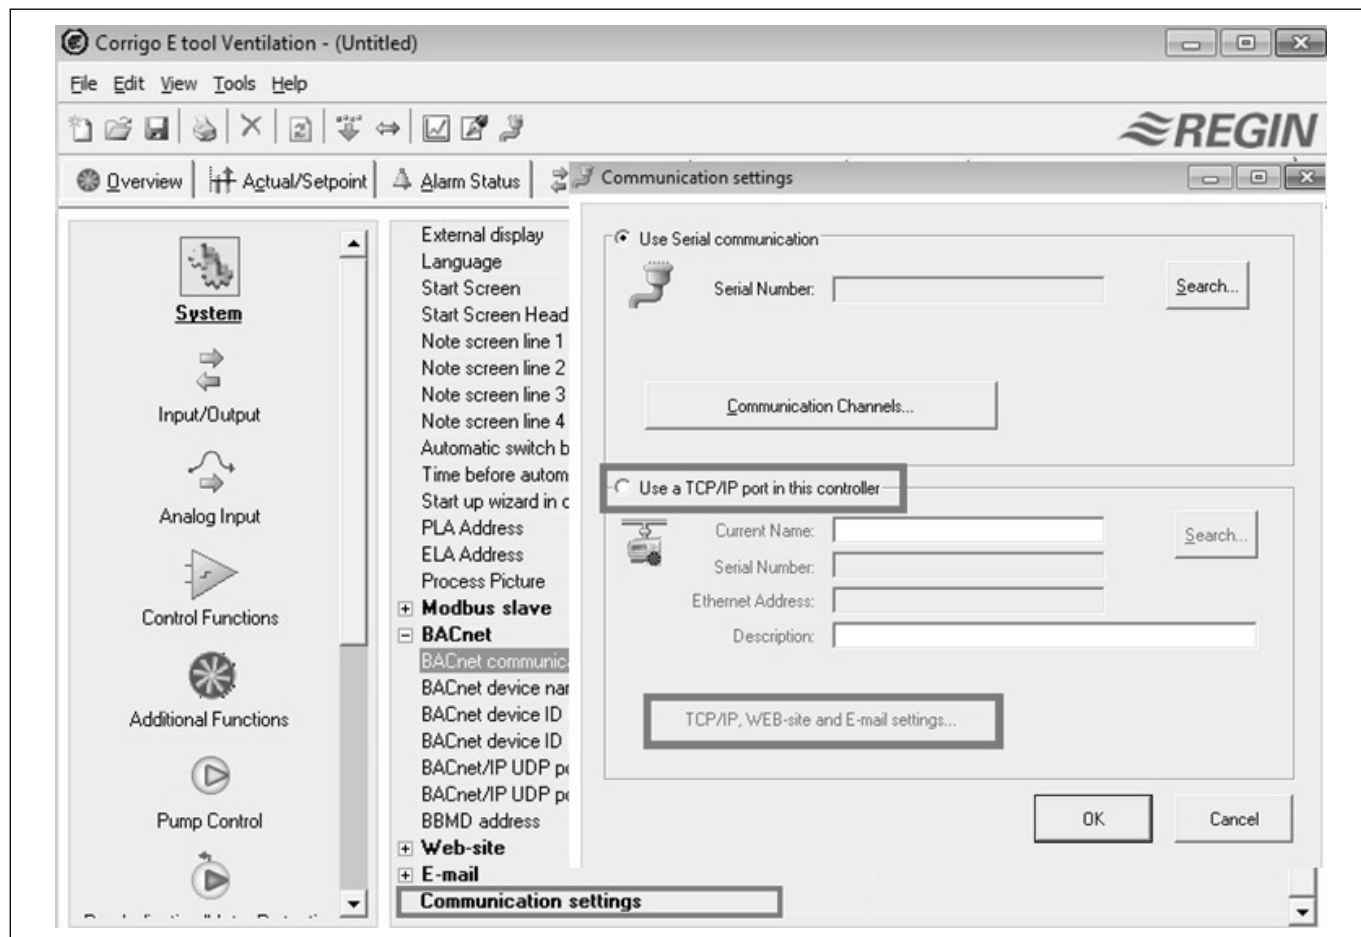 Corrigo E tool Ventilation - (Untitled)
File Edit View Tools Help
REGIN
Overview Actual/Setpoint Alarm Status
System
Input/Output
Analog Input
Control Functions
Additional Functions
Pump Control
External display
Language
Start Screen
Start Screen Head
Note screen line 1
Note screen line 2
Note screen line 3
Note screen line 4
Automatic switch b
Time before autom
Start up wizard in c
PLA Address
ELA Address
Process Picture
Modbus slave
BACnet
BACnet communic
BACnet device nar
BACnet device ID
BACnet device ID
BACnet/IP UDP po
BACnet/IP UDP po
BBMD address
Web-site
E-mail
Communication settings
Communication settings
Use Serial communication
Serial Number:
Search...
Communication Channels...
Use a TCP/IP port in this controller
Current Name:
Search...
Serial Number:
Ethernet Address:
Description:
TCP/IP, WEB-site and E-mail settings...
OK Cancel